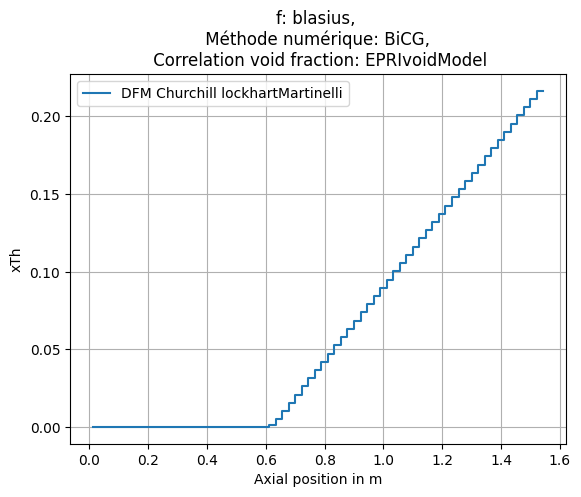 f: blasius,
Méthode numérique: BiCG,
Correlation void fraction: EPRIvoidModel
DFM Churchill lockhartMartinelli
xTh
0.20
0.15
0.10
0.05
0.00
0.0 0.2 0.4 0.6 0.8 1.0 1.2 1.4 1.6
Axial position in m